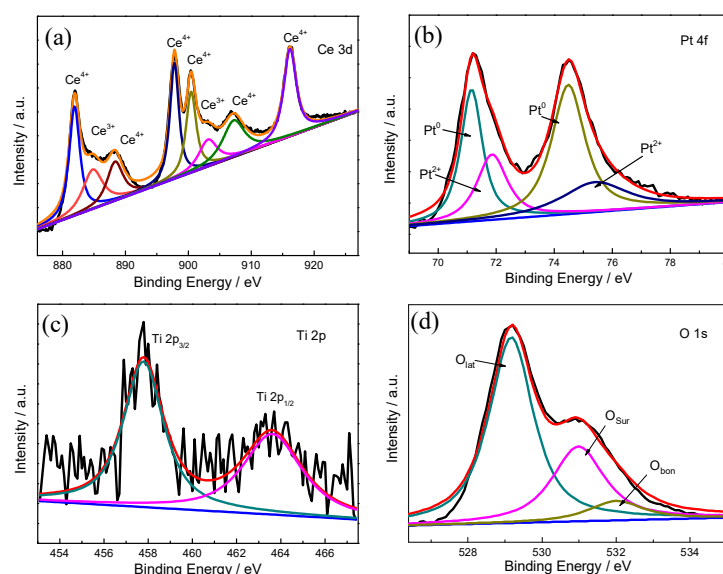 (a)
Ce 3d
Ce⁴⁺
Ce³⁺
Ce⁴⁺
Ce⁴⁺
Ce⁴⁺
Ce³⁺
Ce⁴⁺
Ce⁴⁺
Intensity / a.u.
880 890 900 910 920
Binding Energy / eV
(b)
Pt 4f
Pt⁰
Pt²⁺
Pt⁰
Pt²⁺
Intensity / a.u.
70 72 74 76 78
Binding Energy / eV
(c)
Ti 2p
Ti 2p₃/₂
Ti 2p₁/₂
Intensity / a.u.
454 456 458 460 462 464 466
Binding Energy / eV
(d)
O 1s
O_lat
O_Sur
O_bon
Intensity / a.u.
528 530 532 534
Binding Energy / eV